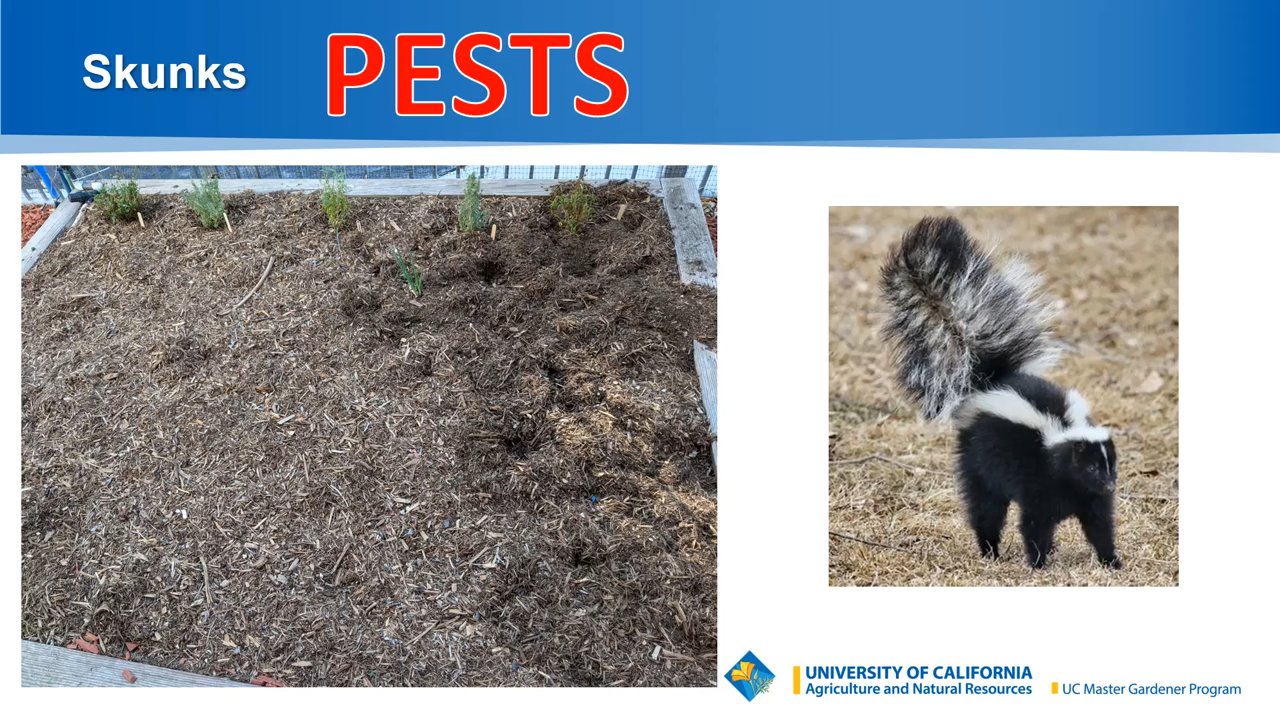 Skunks PESTS
UNIVERSITY OF CALIFORNIA
Agriculture and Natural Resources
UC Master Gardener Program